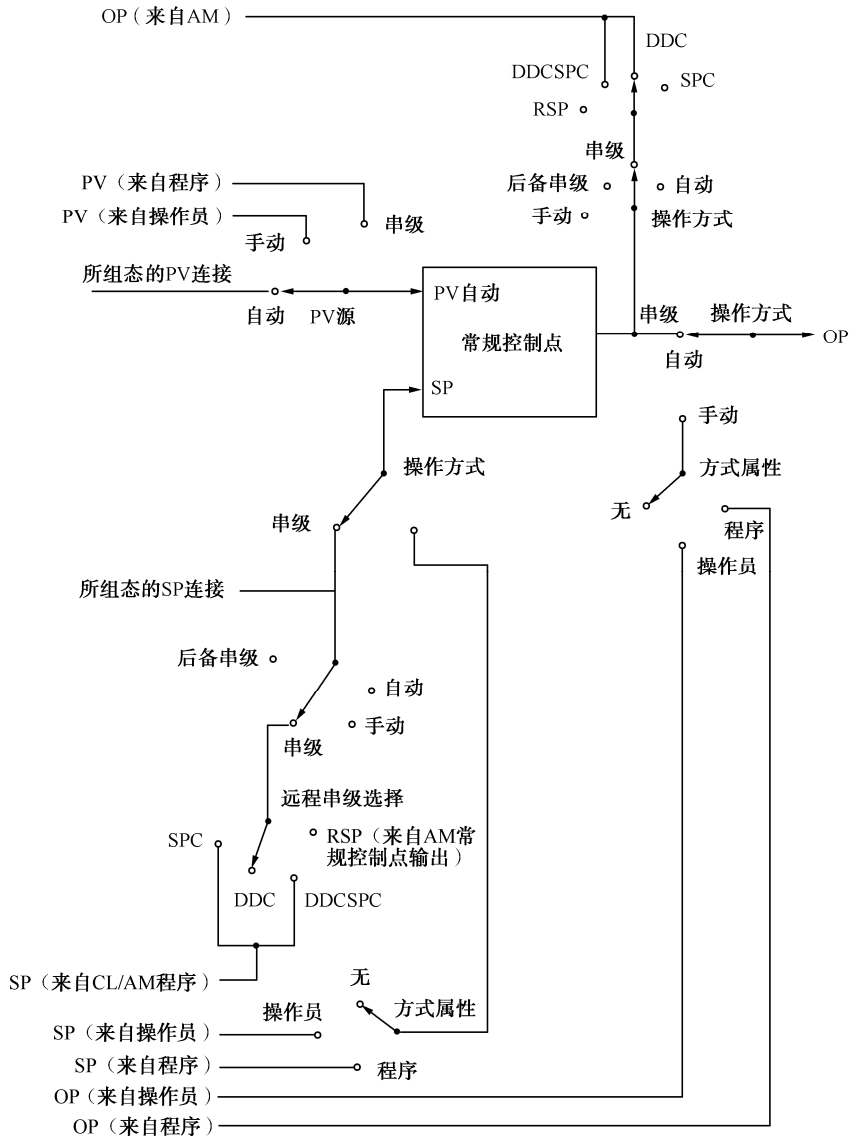 OP（来自AM）
DDC
DDCSPC
SPC
RSP
串级
PV（来自程序）
后备串级
自动
PV（来自操作员）
串级
手动
操作方式
手动
所组态的PV连接
PV自动
自动
PV源
串级
操作方式
常规控制点
OP
自动
SP
手动
操作方式
方式属性
串级
无
程序
操作员
所组态的SP连接
后备串级
自动
手动
串级
远程串级选择
SPC
RSP（来自AM常
规控制点输出）
DDC
DDCSPC
无
SP（来自CL/AM程序）
操作员
方式属性
SP（来自操作员）
SP（来自程序）
程序
OP（来自操作员）
OP（来自程序）